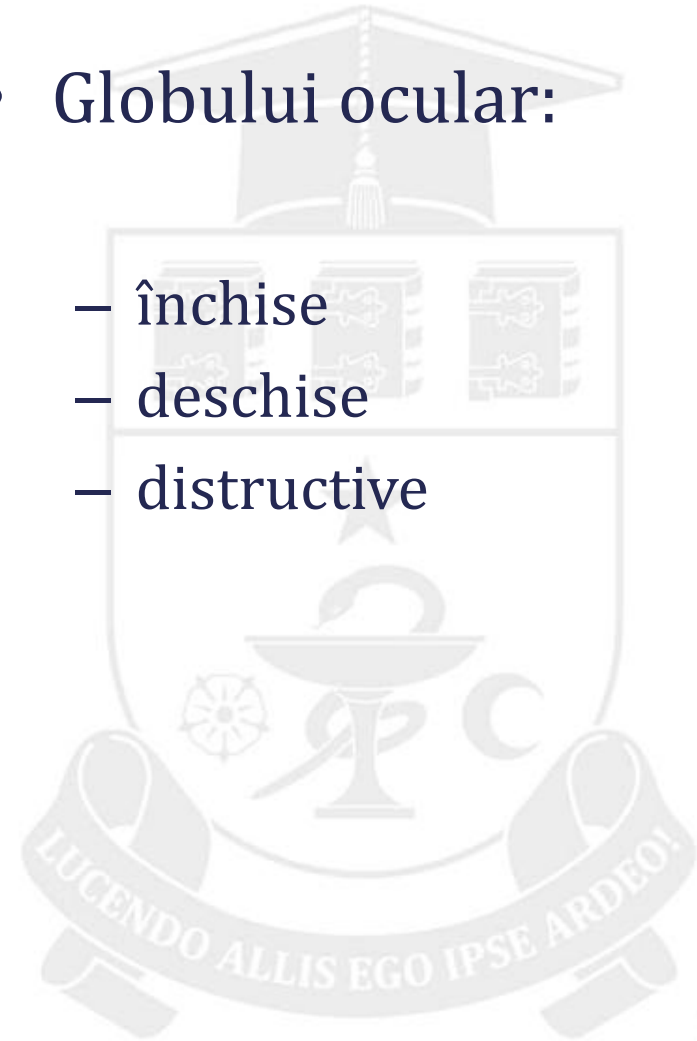 • Globului ocular:
– închise
– deschise
– distructive
LUCENDO ALLIS EGO IPSE ARDEO!